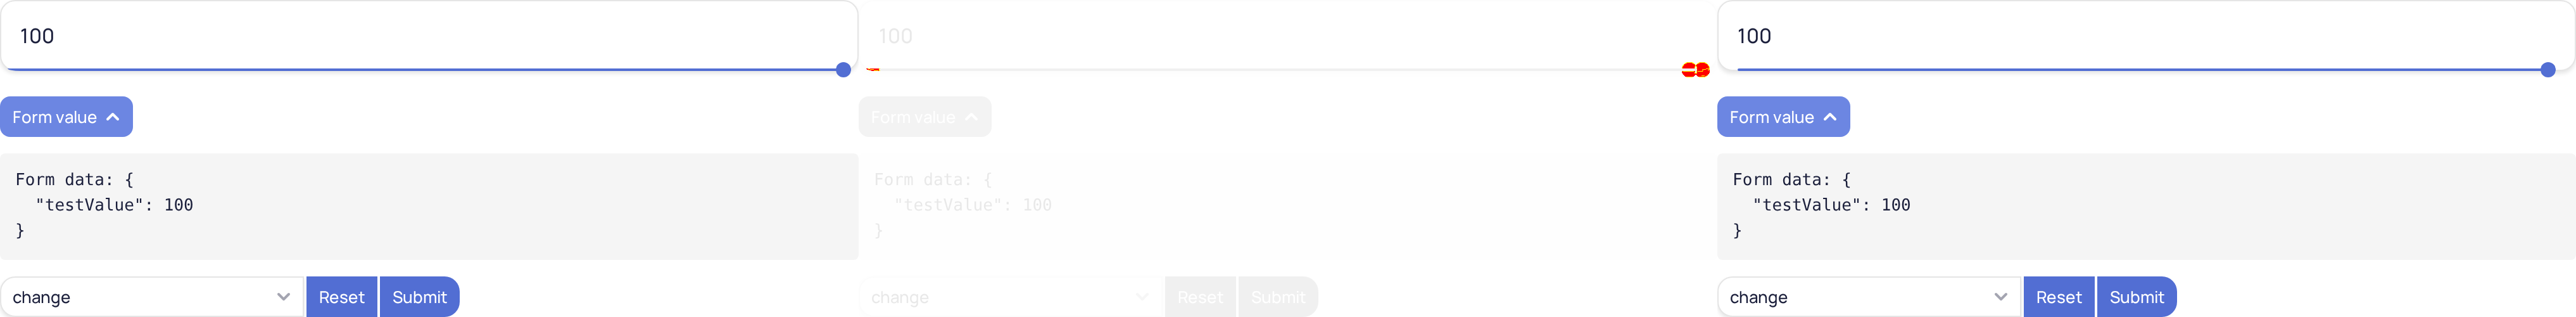 100
Form value
Form data: {
"testValue": 100
}
change
Reset
Submit
100
Form value
Form data: {
"testValue": 100
}
change
Reset
Submit
100
Form value
Form data: {
"testValue": 100
}
change
Reset
Submit